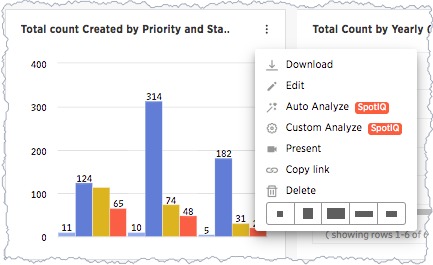 Total count Created by Priority and Sta..
Total Count by Yearly
400
300
200
100
0
11
124
65
10
314
74
48
5
182
31
Download
Edit
Auto Analyze SpotIQ
Custom Analyze SpotIQ
Present
Copy link
Delete
( showing rows 1-6 of 6